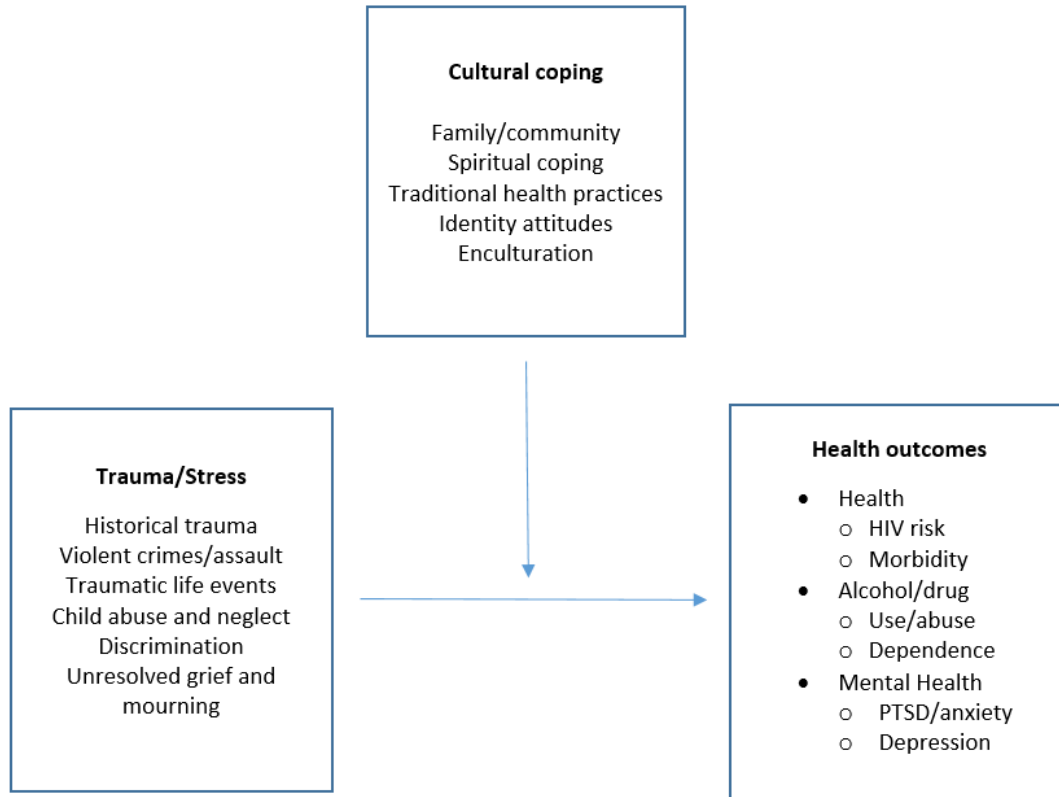 Cultural coping
Family/community
Spiritual coping
Traditional health practices
Identity attitudes
Enculturation
Trauma/Stress
Historical trauma
Violent crimes/assault
Traumatic life events
Child abuse and neglect
Discrimination
Unresolved grief and
mourning
Health outcomes
• Health
o HIV risk
o Morbidity
• Alcohol/drug
o Use/abuse
o Dependence
• Mental Health
o PTSD/anxiety
o Depression